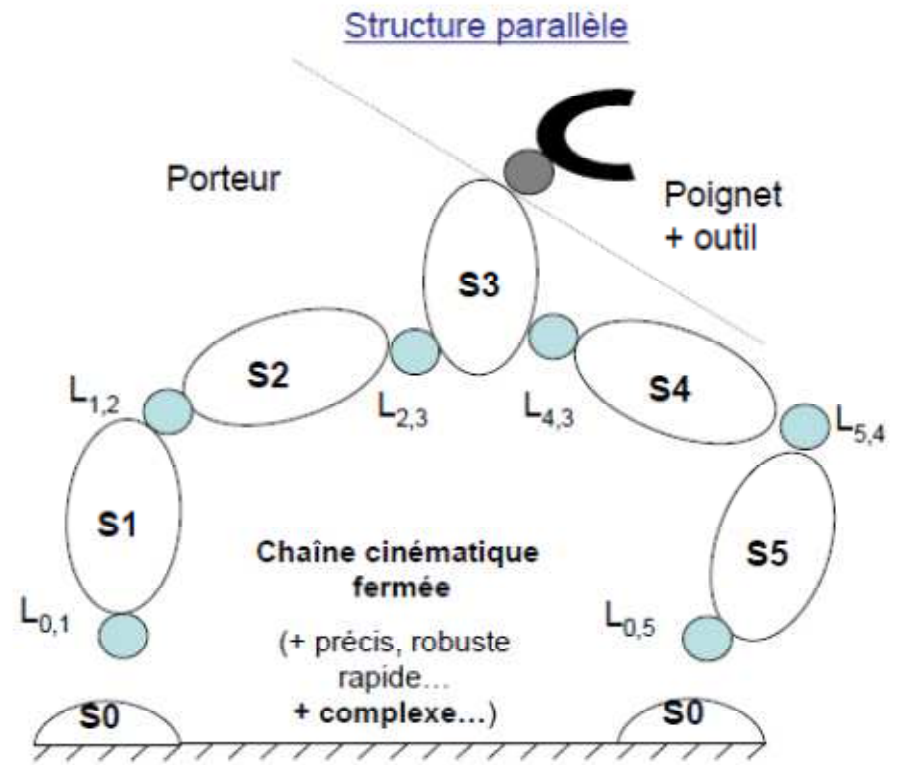 Structure parallèle
Porteur
Poignet
+ outil
S3
S2
S4
L1,2
L2,3
L4,3
L5,4
S1
S5
Chaîne cinématique
fermée
L0,1
L0,5
(+ précis, robuste
rapide...
+ complexe...)
S0
S0